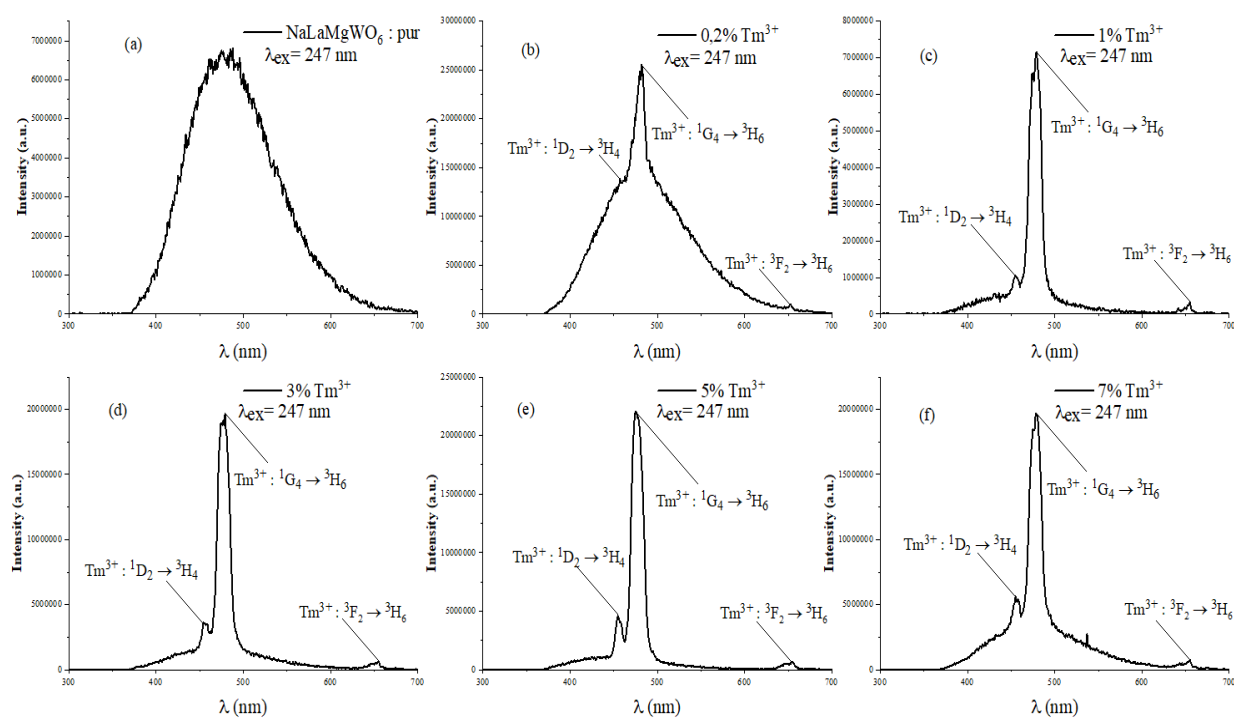 (a)
NaLaMgWO₆ : pur
λex= 247 nm
Intensity (a.u.)
7000000
6000000
5000000
4000000
3000000
2000000
1000000
0
300 400 500 600 700
λ (nm)
(b)
0,2% Tm³⁺
λex= 247 nm
Tm³⁺ : ¹G₄ → ³H₆
Tm³⁺ : ¹D₂ → ³H₄
Tm³⁺ : ³F₂ → ³H₆
Intensity (a.u.)
30000000
25000000
20000000
15000000
10000000
5000000
0
300 400 500 600 700
λ (nm)
(c)
1% Tm³⁺
λex= 247 nm
Tm³⁺ : ¹G₄ → ³H₆
Tm³⁺ : ¹D₂ → ³H₄
Tm³⁺ : ³F₂ → ³H₆
Intensity (a.u.)
8000000
7000000
6000000
5000000
4000000
3000000
2000000
1000000
0
300 400 500 600 700
λ (nm)
(d)
3% Tm³⁺
λex= 247 nm
Tm³⁺ : ¹G₄ → ³H₆
Tm³⁺ : ¹D₂ → ³H₄
Tm³⁺ : ³F₂ → ³H₆
Intensity (a.u.)
20000000
15000000
10000000
5000000
0
300 400 500 600 700
λ (nm)
(e)
5% Tm³⁺
λex= 247 nm
Tm³⁺ : ¹G₄ → ³H₆
Tm³⁺ : ¹D₂ → ³H₄
Tm³⁺ : ³F₂ → ³H₆
Intensity (a.u.)
25000000
20000000
15000000
10000000
5000000
0
300 400 500 600 700
λ (nm)
(f)
7% Tm³⁺
λex= 247 nm
Tm³⁺ : ¹G₄ → ³H₆
Tm³⁺ : ¹D₂ → ³H₄
Tm³⁺ : ³F₂ → ³H₆
Intensity (a.u.)
20000000
15000000
10000000
5000000
0
300 400 500 600 700
λ (nm)